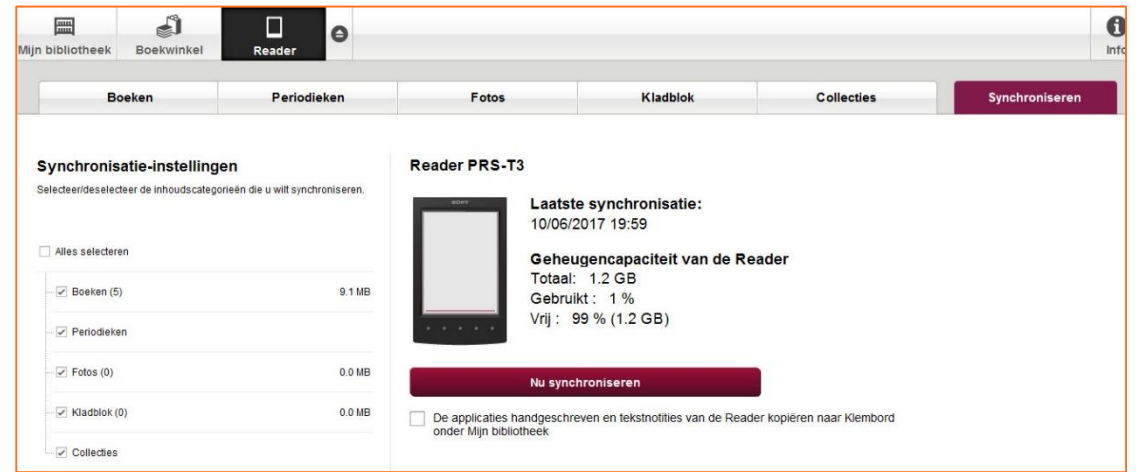 Mijn bibliotheek
Boekwinkel
Reader
Info
Boeken
Periodieken
Fotos
Kladblok
Collecties
Synchroniseren
Synchronisatie-instellingen
Selecteer/deselecteer de inhoudscategorieën die u wilt synchroniseren.
Alles selecteren
Boeken (5) 9.1 MB
Periodieken
Fotos (0) 0.0 MB
Kladblok (0) 0.0 MB
Collecties
Reader PRS-T3
SONY
Laatste synchronisatie:
10/06/2017 19:59
Geheugencapaciteit van de Reader
Totaal: 1.2 GB
Gebruikt : 1 %
Vrij : 99 % (1.2 GB)
Nu synchroniseren
De applicaties handgeschreven en tekstnotities van de Reader kopiëren naar Klembord
onder Mijn bibliotheek